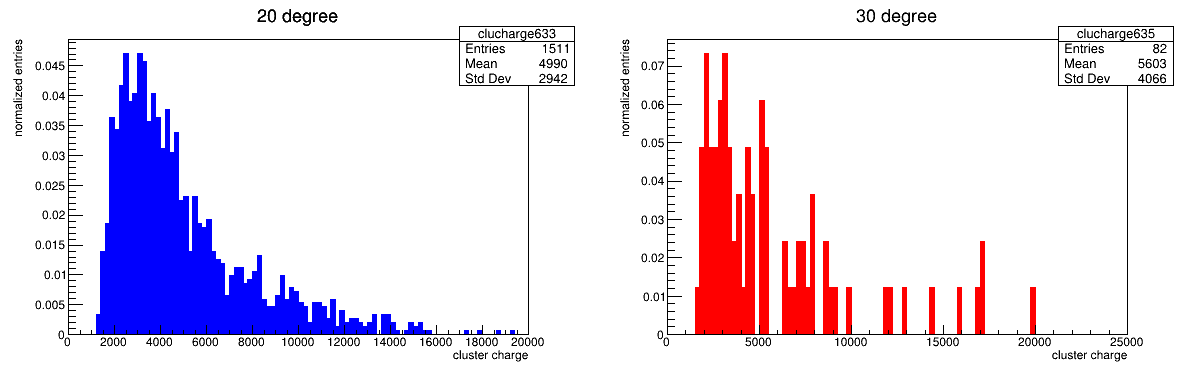 20 degree
clucharge633
Entries 1511
Mean 4990
Std Dev 2942
normalized entries
0.045
0.04
0.035
0.03
0.025
0.02
0.015
0.01
0.005
0
0 2000 4000 6000 8000 10000 12000 14000 16000 18000 20000
cluster charge
30 degree
clucharge635
Entries 82
Mean 5603
Std Dev 4066
normalized entries
0.07
0.06
0.05
0.04
0.03
0.02
0.01
0
0 5000 10000 15000 20000 25000
cluster charge